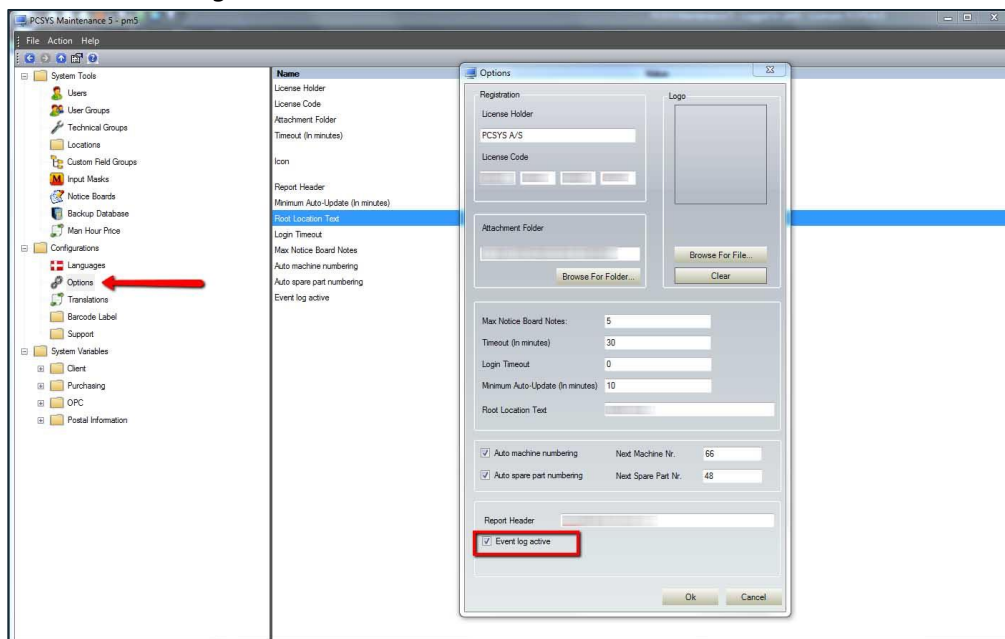 PCSYS Maintenance 5 - pm5
File Action Help
System Tools
Users
User Groups
Technical Groups
Locations
Custom Field Groups
Input Masks
Notice Boards
Backup Database
Man Hour Price
Configurations
Languages
Options
Translations
Barcode Label
Support
System Variables
Client
Purchasing
OPC
Postal Information
Name
License Holder
License Code
Attachment Folder
Timeout (In minutes)
Icon
Report Header
Minimum Auto-Update (In minutes)
Root Location Text
Login Timeout
Max Notice Board Notes
Auto machine numbering
Auto spare part numbering
Event log active
Options
Registration
License Holder
PCSYS A/S
License Code
Logo
Attachment Folder
Browse For Folder...
Browse For File...
Clear
Max Notice Board Notes: 5
Timeout (In minutes) 30
Login Timeout 0
Minimum Auto-Update (In minutes) 10
Root Location Text
Auto machine numbering Next Machine Nr. 66
Auto spare part numbering Next Spare Part Nr. 48
Report Header
Event log active
Ok Cancel